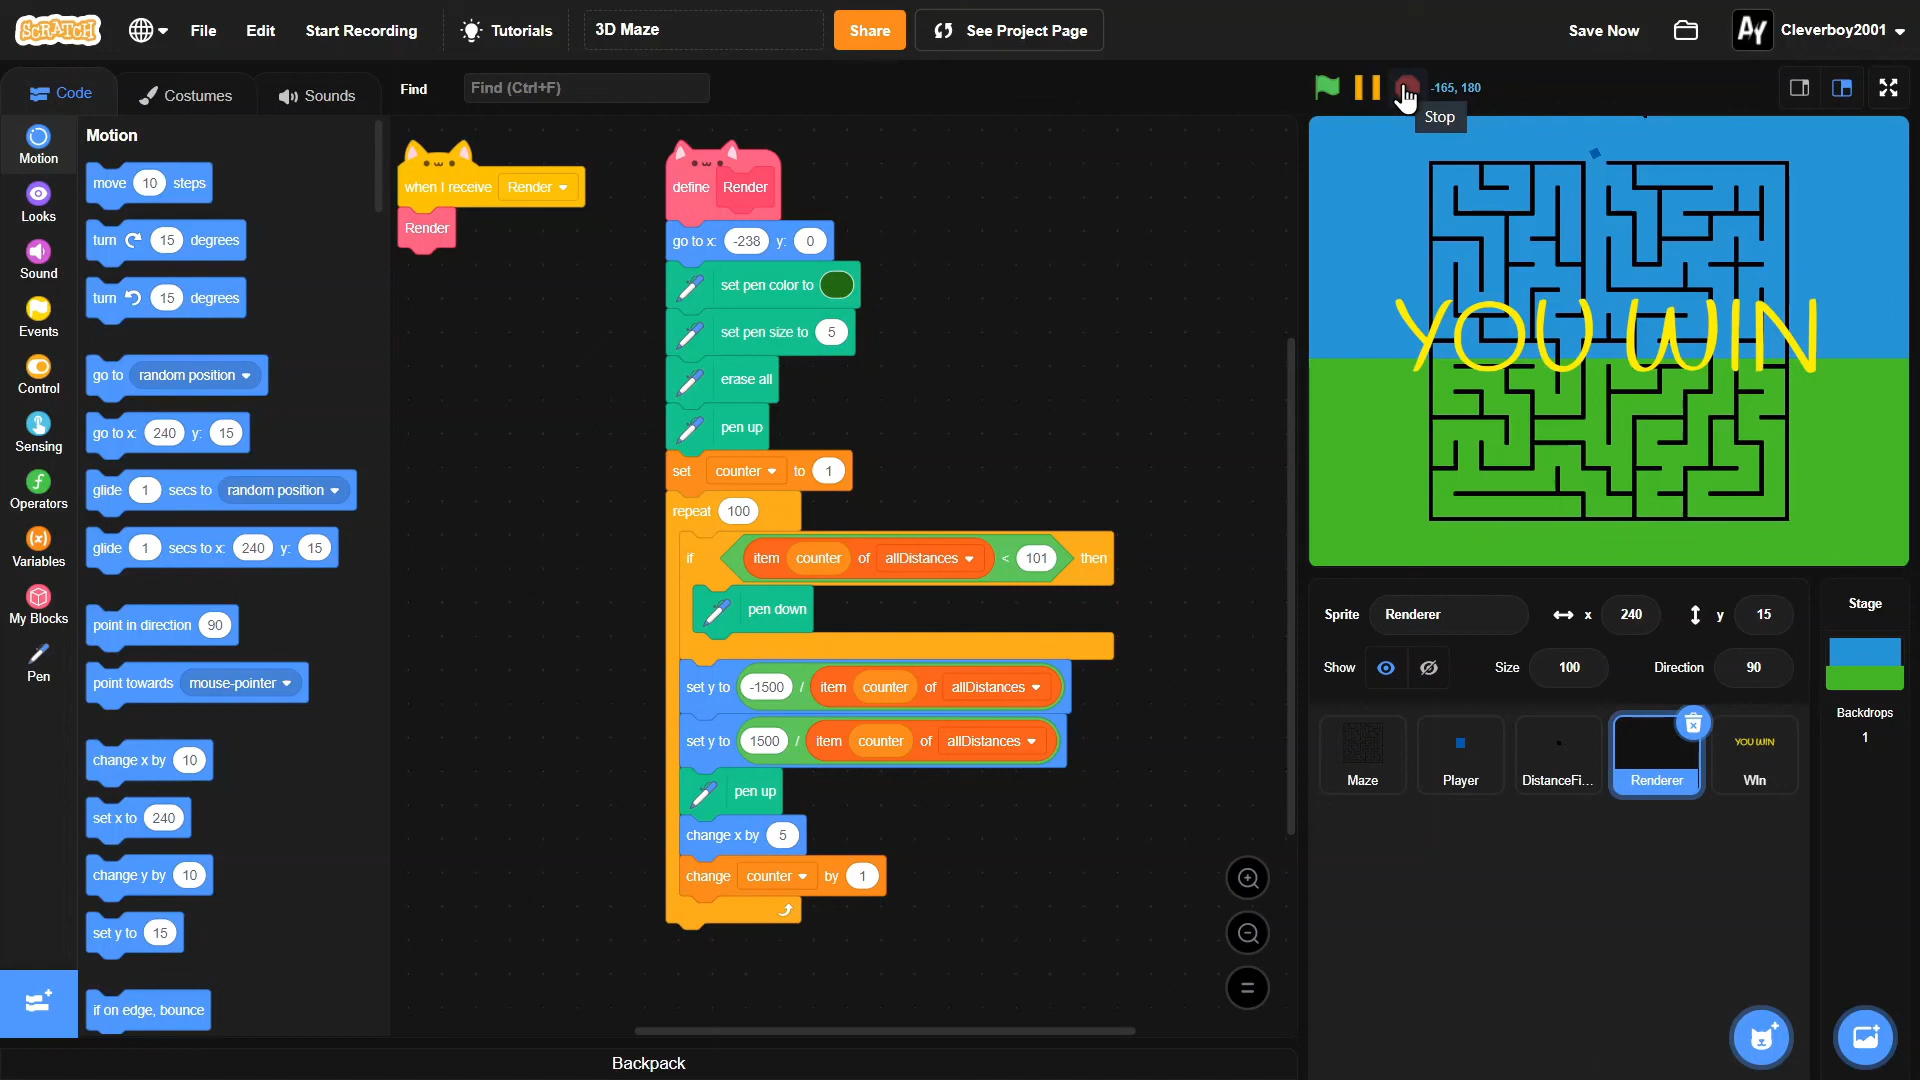 SCRATCH File Edit Start Recording Tutorials 3D Maze Share See Project Page Save Now Ay Cleverboy2001
Code Costumes Sounds Find Find (Ctrl+F) -165, 180
Stop
Motion
Looks
Sound
Events
Control
Sensing
Operators
Variables
My Blocks
Pen
Motion
move 10 steps
turn 15 degrees
turn 15 degrees
go to random position
go to x: 240 y: 15
glide 1 secs to random position
glide 1 secs to x: 240 y: 15
point in direction 90
point towards mouse-pointer
change x by 10
set x to 240
change y by 10
set y to 15
if on edge, bounce
when I receive Render
Render
define Render
go to x: -238 y: 0
set pen color to
set pen size to 5
erase all
pen up
set counter to 1
repeat 100
if item counter of allDistances < 101 then
pen down
set y to -1500 / item counter of allDistances
set y to 1500 / item counter of allDistances
pen up
change x by 5
change counter by 1
=
Backpack
YOU WIN
Sprite Renderer x 240 y 15
Show Size 100 Direction 90
Maze
Player
DistanceFi...
Renderer
YOU WIN
WIn
Stage
Backdrops
1